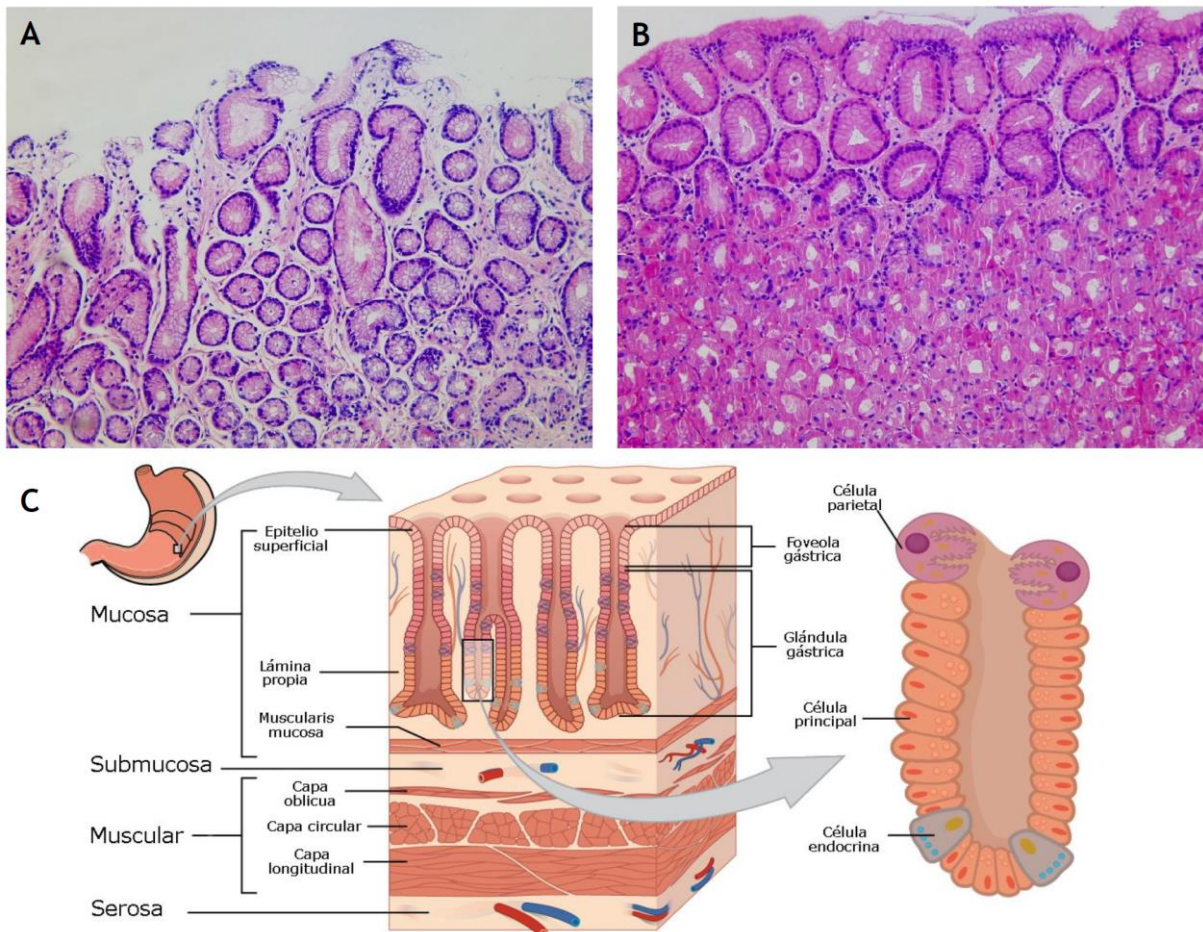 A
B
C
Epitelio
superficial
Mucosa
Lámina
propia
Muscularis
mucosa
Submucosa
Capa
oblicua
Muscular
Capa circular
Capa
longitudinal
Serosa
Foveola
gástrica
Glándula
gástrica
Célula
parietal
Célula
principal
Célula
endocrina